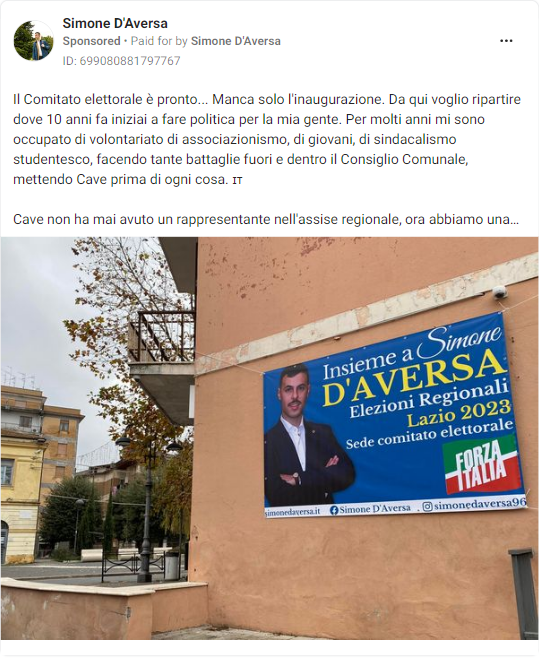 Simone D'Aversa
Sponsored • Paid for by Simone D'Aversa
ID: 699080881797767
Il Comitato elettorale è pronto... Manca solo l'inaugurazione. Da qui voglio ripartire
dove 10 anni fa iniziai a fare politica per la mia gente. Per molti anni mi sono
occupato di volontariato di associazionismo, di giovani, di sindacalismo
studentesco, facendo tante battaglie fuori e dentro il Consiglio Comunale,
mettendo Cave prima di ogni cosa. IT
Cave non ha mai avuto un rappresentante nell'assise regionale, ora abbiamo una...
Insieme a Simone
D'AVERSA
Elezioni Regionali
Lazio 2023
Sede comitato elettorale
FORZA
ITALIA
simonedaversa.it Simone D'Aversa simonedaversa96